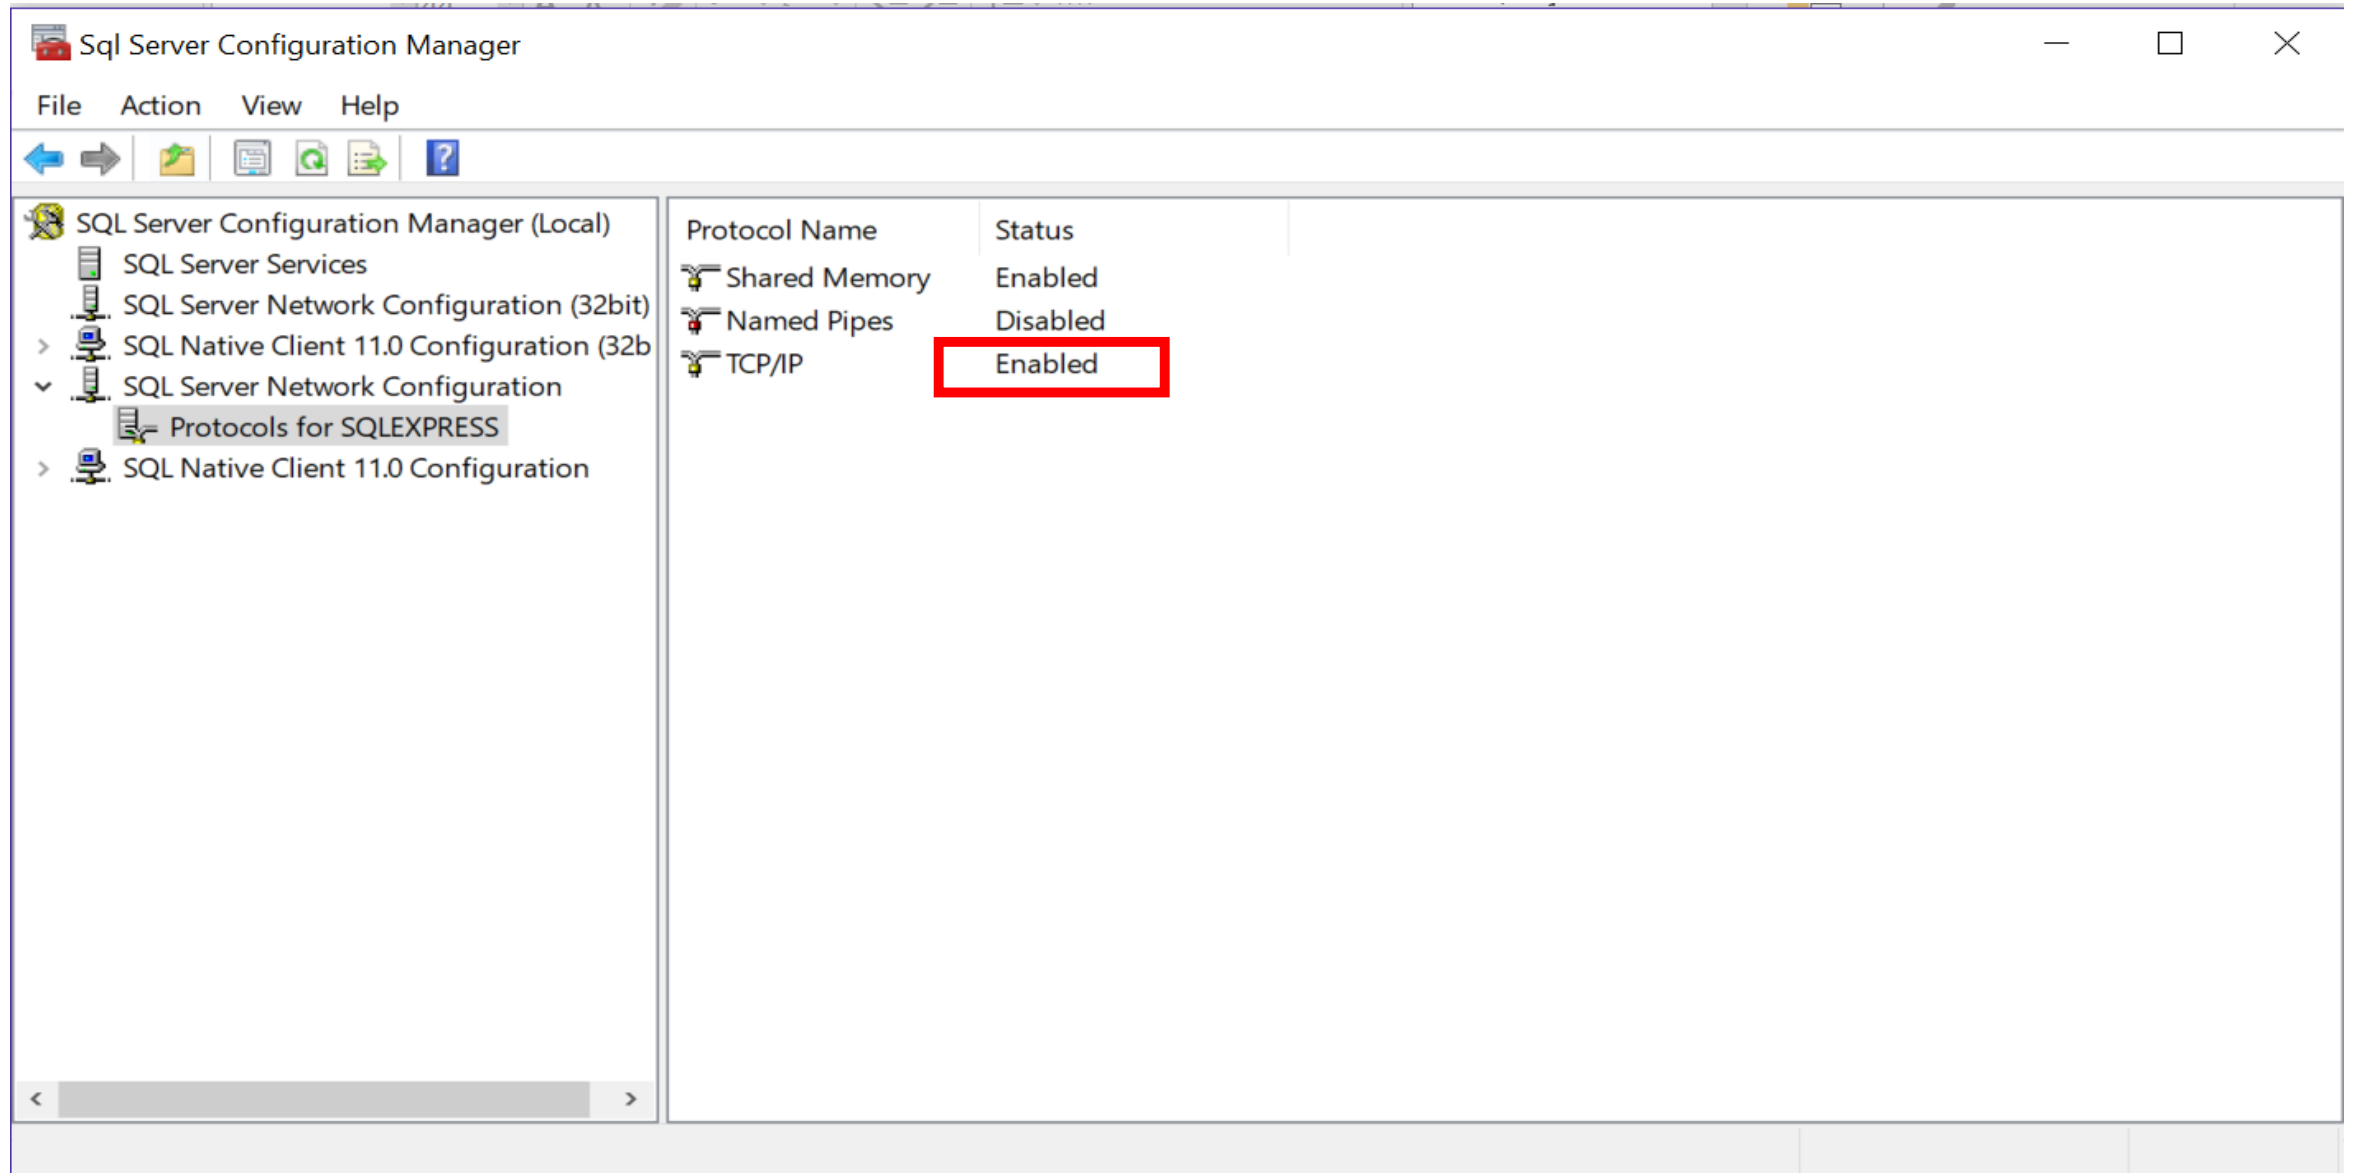 Sql Server Configuration Manager
File Action View Help
SQL Server Configuration Manager (Local)
SQL Server Services
SQL Server Network Configuration (32bit)
SQL Native Client 11.0 Configuration (32b
SQL Server Network Configuration
Protocols for SQLEXPRESS
SQL Native Client 11.0 Configuration
Protocol Name Status
Shared Memory Enabled
Named Pipes Disabled
TCP/IP Enabled